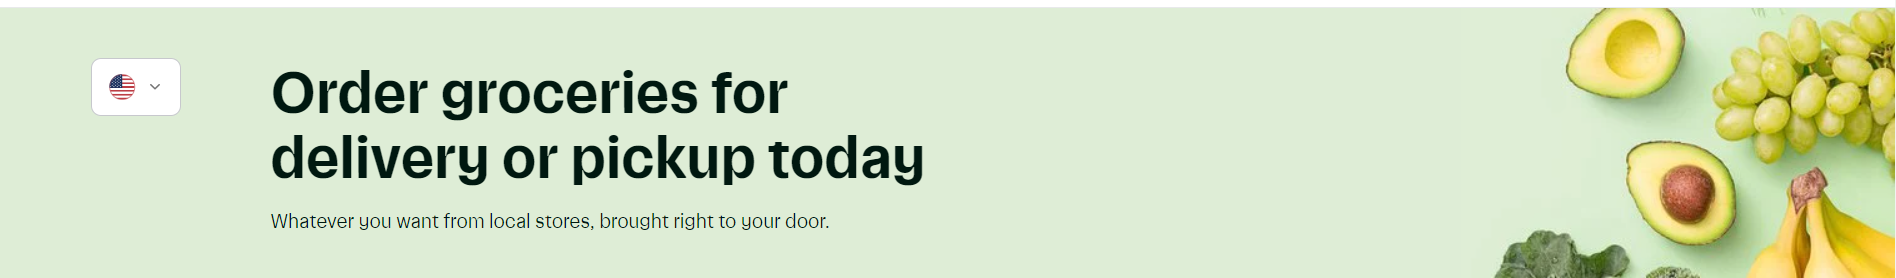 Order groceries for
delivery or pickup today
Whatever you want from local stores, brought right to your door.